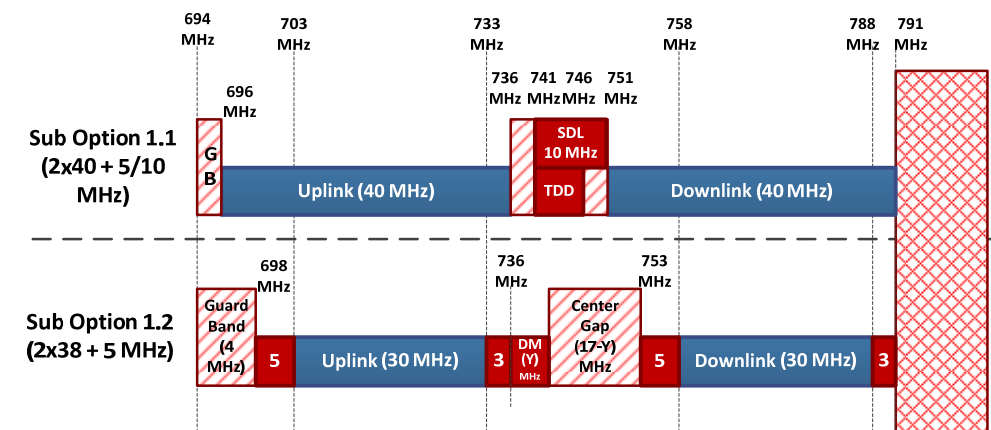 694
MHz
703
MHz
733
MHz
758
MHz
788
MHz
791
MHz
736
MHz
741
MHz
746
MHz
751
MHz
696
MHz
Sub Option 1.1
(2x40 + 5/10
MHz)
G
B
Uplink (40 MHz)
SDL
10 MHz
TDD
Downlink (40 MHz)
698
MHz
736
MHz
753
MHz
Sub Option 1.2
(2x38 + 5 MHz)
Guard
Band
(4
MHz)
5
Uplink (30 MHz)
3
DM
(Y)
MHz
Center
Gap
(17-Y)
MHz
5
Downlink (30 MHz)
3